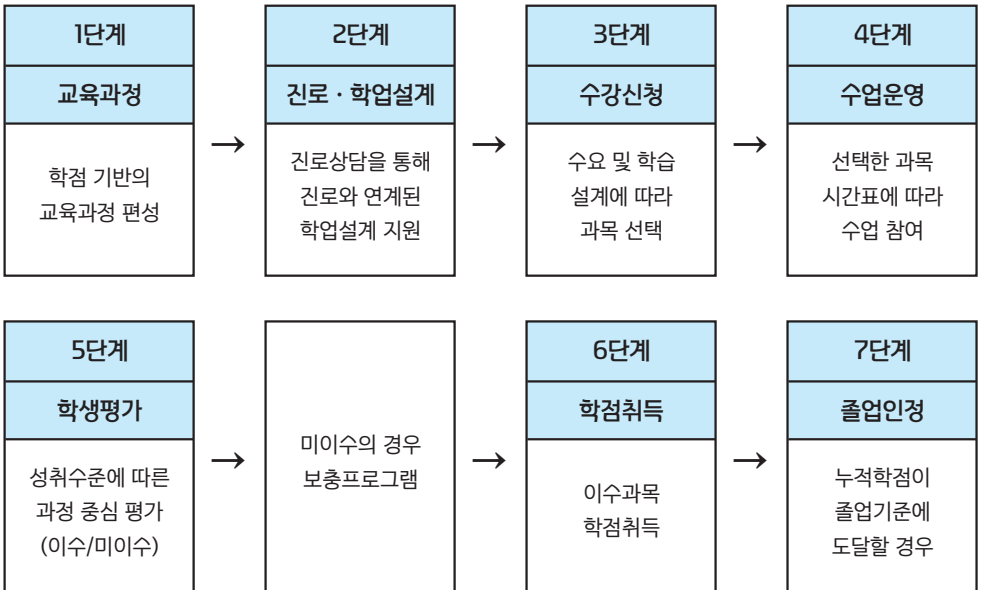 1단계
교육과정
학점 기반의
교육과정 편성
→
2단계
진로 · 학업설계
진로상담을 통해
진로와 연계된
학업설계 지원
→
3단계
수강신청
수요 및 학습
설계에 따라
과목 선택
→
4단계
수업운영
선택한 과목
시간표에 따라
수업 참여
5단계
학생평가
성취수준에 따른
과정 중심 평가
(이수/미이수)
→
미이수의 경우
보충프로그램
→
6단계
학점취득
이수과목
학점취득
→
7단계
졸업인정
누적학점이
졸업기준에
도달할 경우